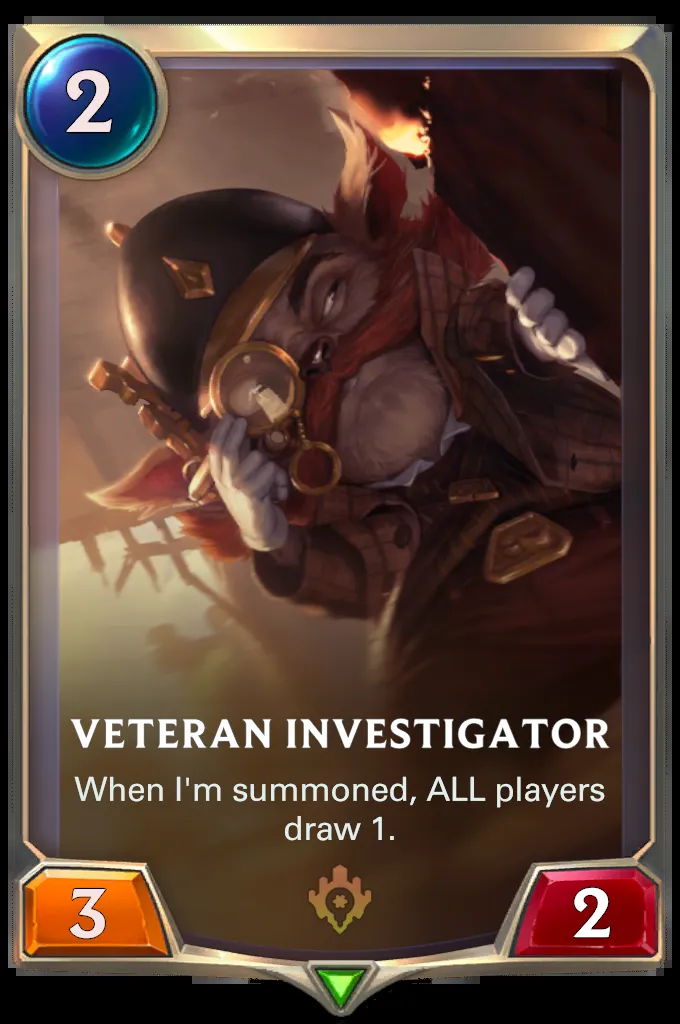 2
VETERAN INVESTIGATOR
When I'm summoned, ALL players
draw 1.
3
2